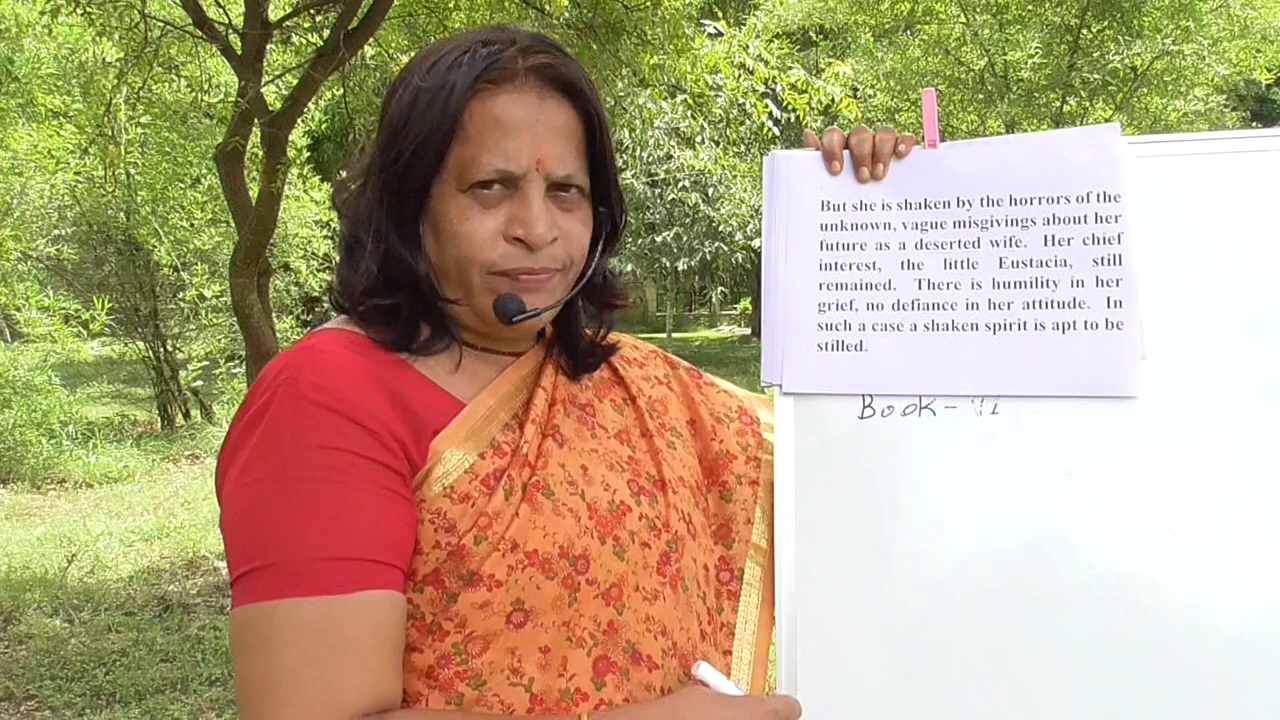 But she is shaken by the horrors of the
unknown, vague misgivings about her
future as a deserted wife. Her chief
interest, the little Eustacia, still
remained. There is humility in her
grief, no defiance in her attitude. In
such a case a shaken spirit is apt to be
stilled.
Book - VI